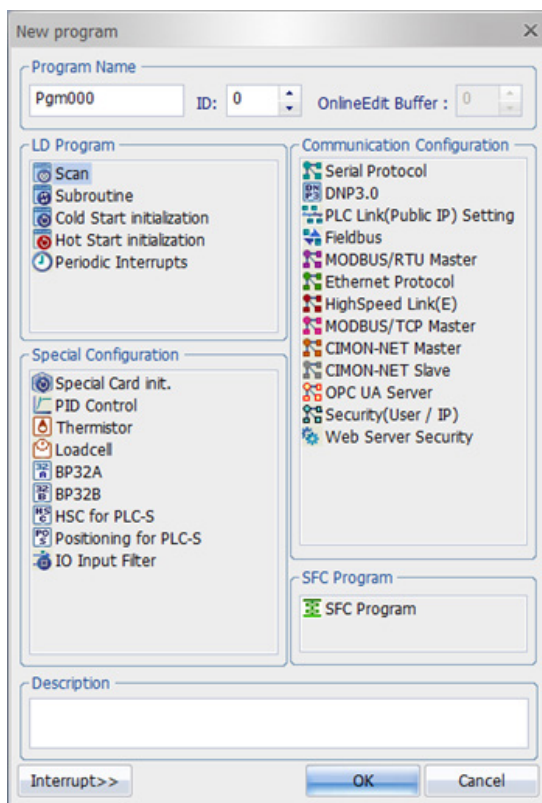 New program
Program Name
Pgm000
ID: 0
OnlineEdit Buffer : 0
LD Program
Scan
Subroutine
Cold Start initialization
Hot Start initialization
Periodic Interrupts
Special Configuration
Special Card init.
PID Control
Thermistor
Loadcell
BP32A
BP32B
HSC for PLC-S
Positioning for PLC-S
IO Input Filter
Communication Configuration
Serial Protocol
DNP3.0
PLC Link(Public IP) Setting
Fieldbus
MODBUS/RTU Master
Ethernet Protocol
HighSpeed Link(E)
MODBUS/TCP Master
CIMON-NET Master
CIMON-NET Slave
OPC UA Server
Security(User / IP)
Web Server Security
SFC Program
SFC Program
Description
Interrupt>>
OK
Cancel